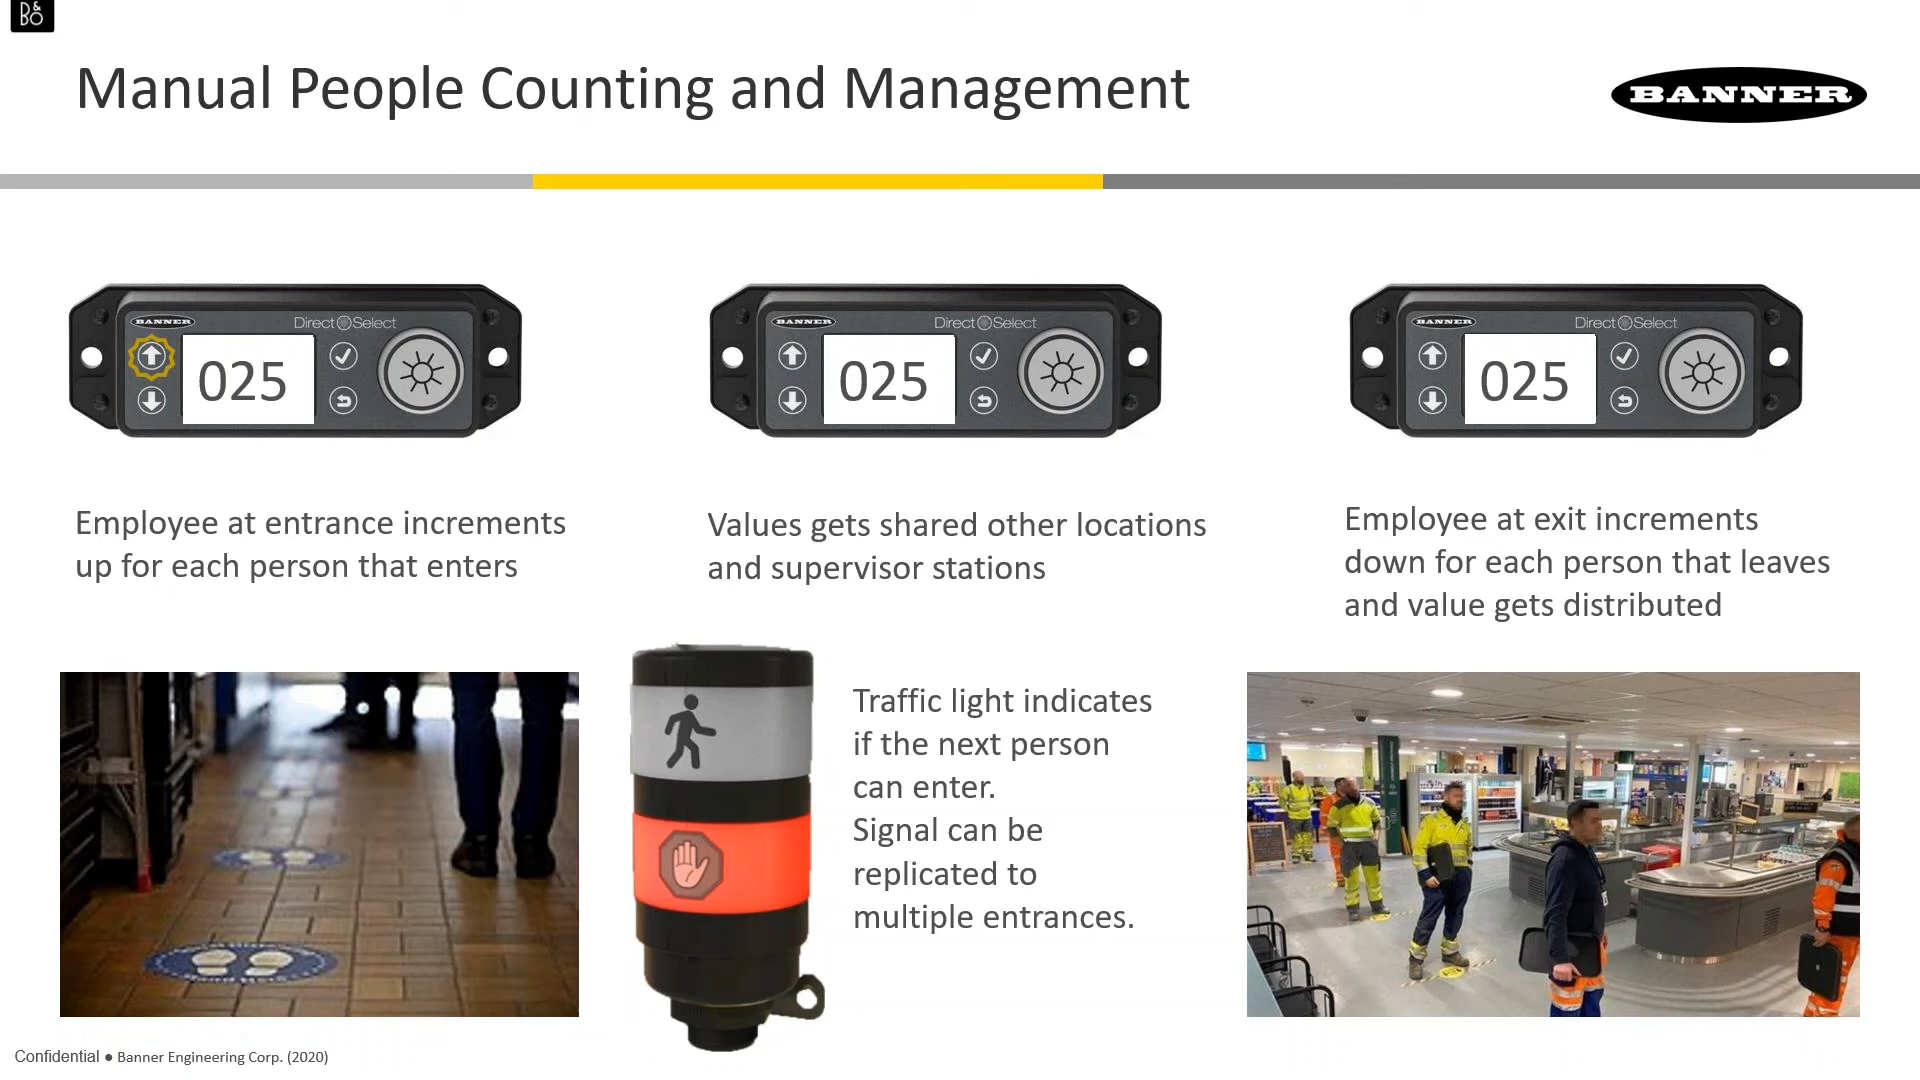 B&O
Manual People Counting and Management
BANNER
BANNER
Direct Select
025
BANNER
Direct Select
025
BANNER
Direct Select
025
Employee at entrance increments
up for each person that enters
Values gets shared other locations
and supervisor stations
Employee at exit increments
down for each person that leaves
and value gets distributed
Traffic light indicates
if the next person
can enter.
Signal can be
replicated to
multiple entrances.
Confidential ● Banner Engineering Corp. (2020)